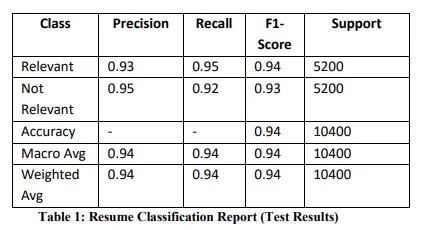 Class Precision Recall F1-Score Support
Relevant 0.93 0.95 0.94 5200
Not Relevant 0.95 0.92 0.93 5200
Accuracy - - 0.94 10400
Macro Avg 0.94 0.94 0.94 10400
Weighted Avg 0.94 0.94 0.94 10400
Table 1: Resume Classification Report (Test Results)